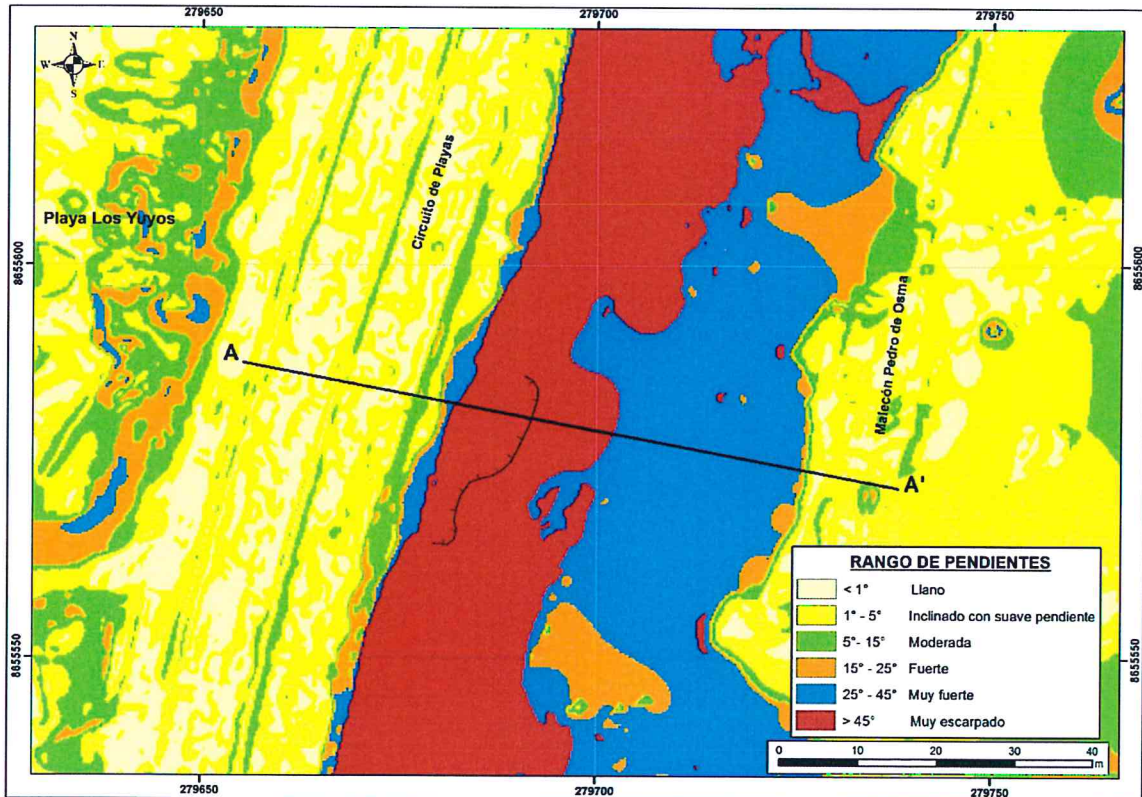 279650
279700
279750
N
W
E
S
Circuito de Playas
Playa Los Yuyos
8655600
8655600
Malecón Pedro de Osma
A
A'
RANGO DE PENDIENTES
< 1° Llano
1° - 5° Inclinado con suave pendiente
5°- 15° Moderada
15° - 25° Fuerte
25° - 45° Muy fuerte
> 45° Muy escarpado
8655550
8655550
0 10 20 30 40
m
279650
279700
279750